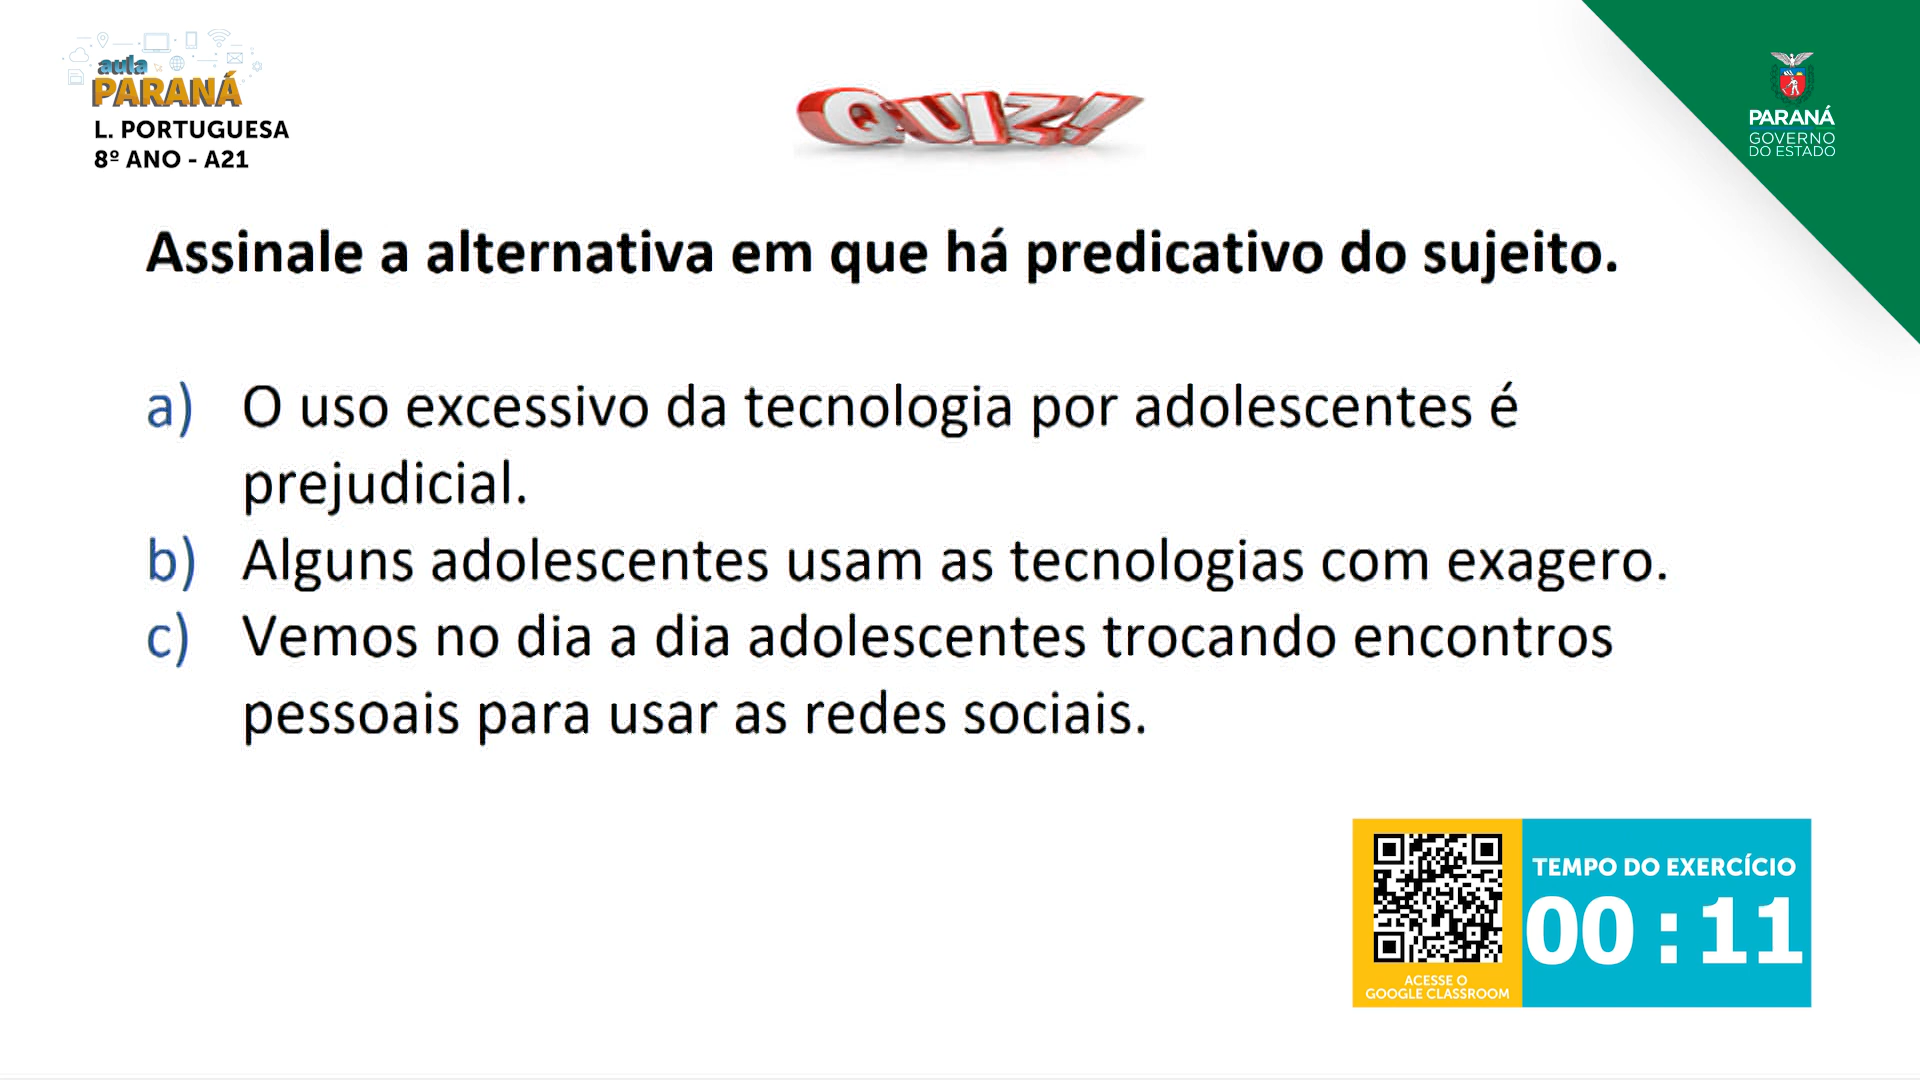 aula
PARANÁ
L. PORTUGUESA
8º ANO - A21
QUIZ!
PARANÁ
GOVERNO
DO ESTADO
Assinale a alternativa em que há predicativo do sujeito.
a) O uso excessivo da tecnologia por adolescentes é
prejudicial.
b) Alguns adolescentes usam as tecnologias com exagero.
c) Vemos no dia a dia adolescentes trocando encontros
pessoais para usar as redes sociais.
ACESSE O
GOOGLE CLASSROOM
TEMPO DO EXERCÍCIO
00:11